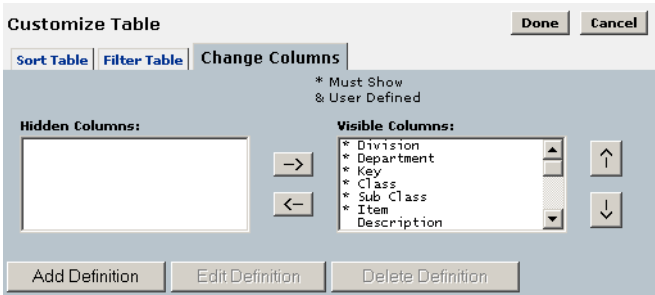 Customize Table
Done Cancel
Sort Table Filter Table Change Columns
* Must Show
& User Defined
Hidden Columns: Visible Columns:
* Division
* Department
* Key
* Class
* Sub Class
* Item
Description
Add Definition Edit Definition Delete Definition